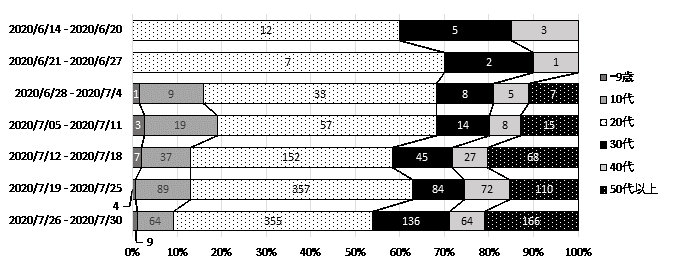 2020/6/14 - 2020/6/20 12 5 3
2020/6/21 - 2020/6/27 7 2 1
2020/6/28 - 2020/7/4 1 9 33 8 5 7
2020/7/05 - 2020/7/11 3 19 57 14 8 15
2020/7/12 - 2020/7/18 7 37 152 45 27 68
2020/7/19 - 2020/7/25 89 357 84 72 110
4
2020/7/26 - 2020/7/30 64 355 136 64 166
9
0% 10% 20% 30% 40% 50% 60% 70% 80% 90% 100%
-9歳
10代
20代
30代
40代
50代以上